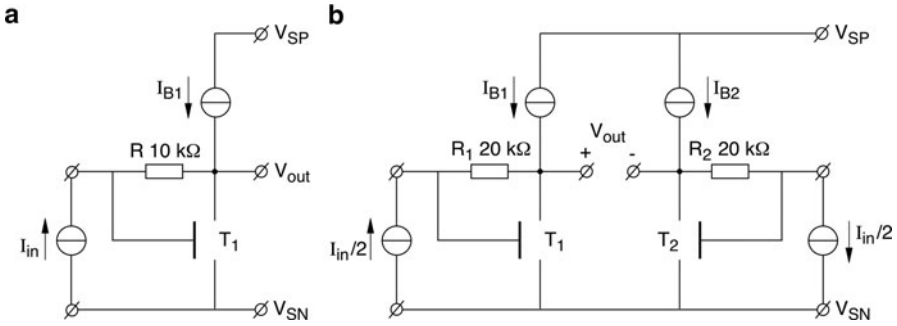 a
V_SP
I_B1
R 10 kΩ
V_out
I_in
T_1
V_SN
b
V_SP
I_B1
I_B2
V_out
R_1 20 kΩ
+
-
R_2 20 kΩ
I_in/2
T_1
T_2
I_in/2
V_SN